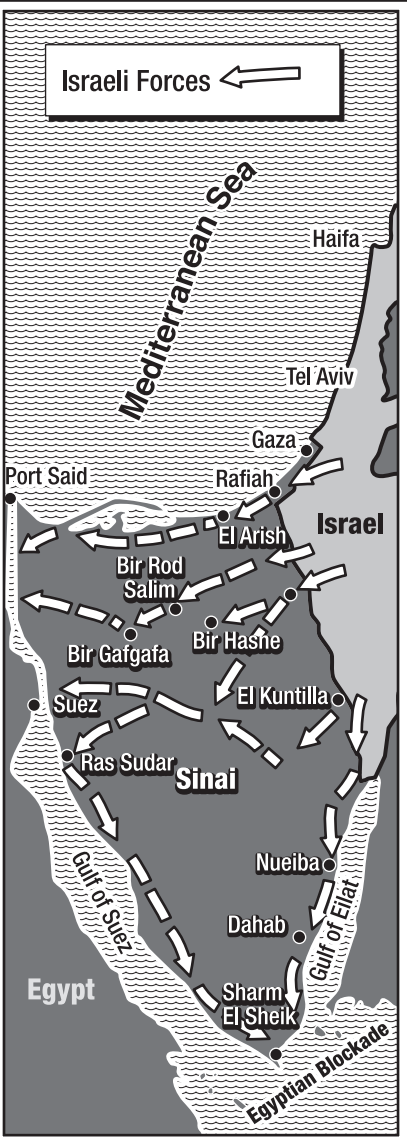 Israeli Forces
Mediterranean Sea
Haifa
Tel Aviv
Gaza
Port Said
Rafiah
Israel
El Arish
Bir Rod
Salim
Bir Hasne
Bir Gafgafa
El Kuntilla
Suez
Ras Sudar
Sinai
Nueiba
Gulf of Suez
Gulf of Eilat
Dahab
Egypt
Sharm
El Sheik
Egyptian Blockade